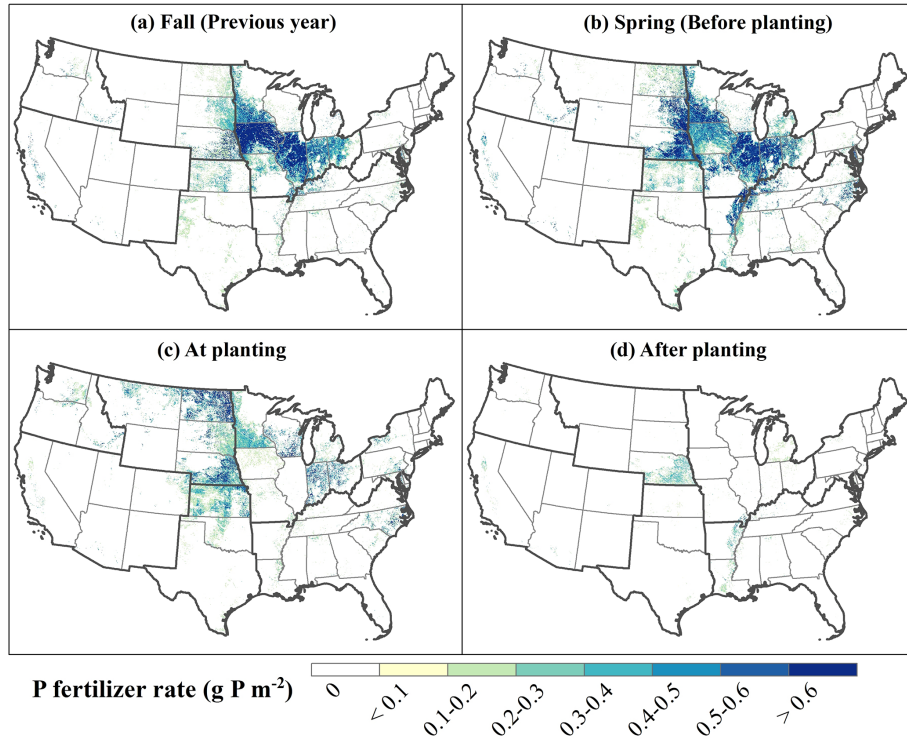 (a) Fall (Previous year)
(b) Spring (Before planting)
(c) At planting
(d) After planting
P fertilizer rate (g P m⁻²)
0
< 0.1
0.1-0.2
0.2-0.3
0.3-0.4
0.4-0.5
0.5-0.6
> 0.6